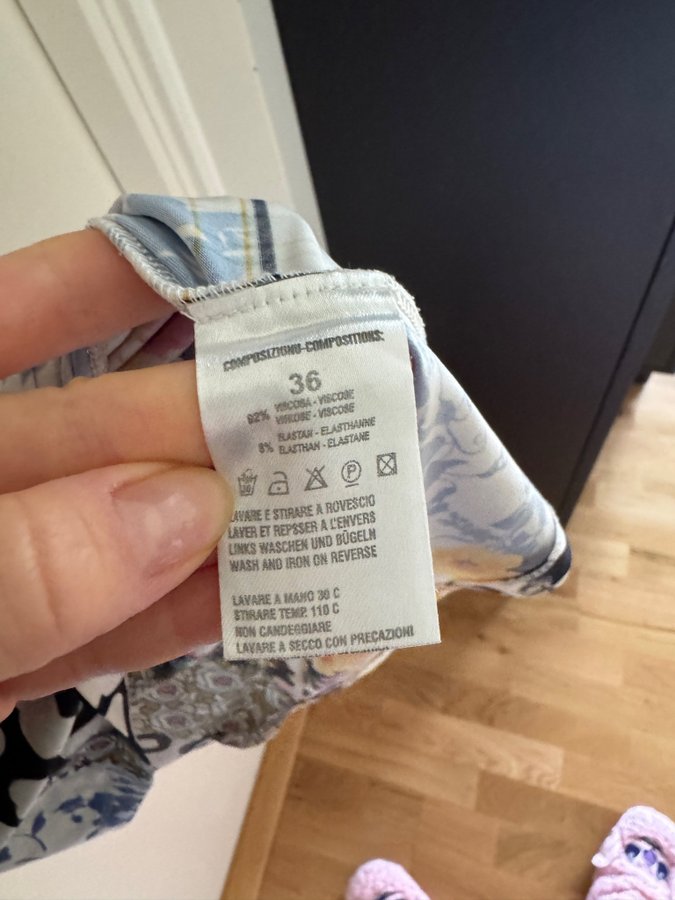 COMPOSIZIONO-COMPOSITIONS:
36
92% VISCOSA - VISCOSE
VISKOSE - VISCOSE
8% ELASTAN - ELASTHANNE
ELASTHAN - ELASTANE
30
P
LAVARE E STIRARE A ROVESCIO
LAVER ET REPSSER A L'ENVERS
LINKS WASCHEN UND BÜGELN
WASH AND IRON ON REVERSE
LAVARE A MANO 30 C
STIRARE TEMP. 110 C
NON CANDEGGIARE
LAVARE A SECCO CON PRECAZIONI